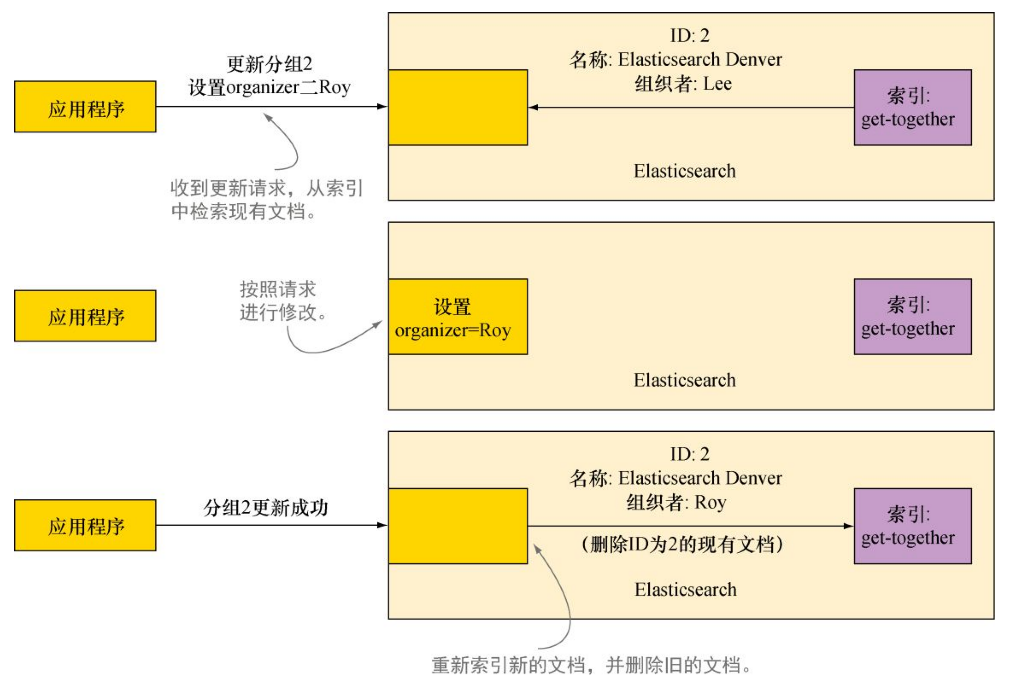 更新分组2
设置organizer二Roy
应用程序
ID: 2
名称: Elasticsearch Denver
组织者: Lee
索引:
get-together
Elasticsearch
收到更新请求，从索引
中检索现有文档。
应用程序
按照请求
进行修改。
设置
organizer=Roy
索引:
get-together
Elasticsearch
应用程序
分组2更新成功
ID: 2
名称: Elasticsearch Denver
组织者: Roy
（删除ID为2的现有文档）
索引:
get-together
Elasticsearch
重新索引新的文档，并删除旧的文档。